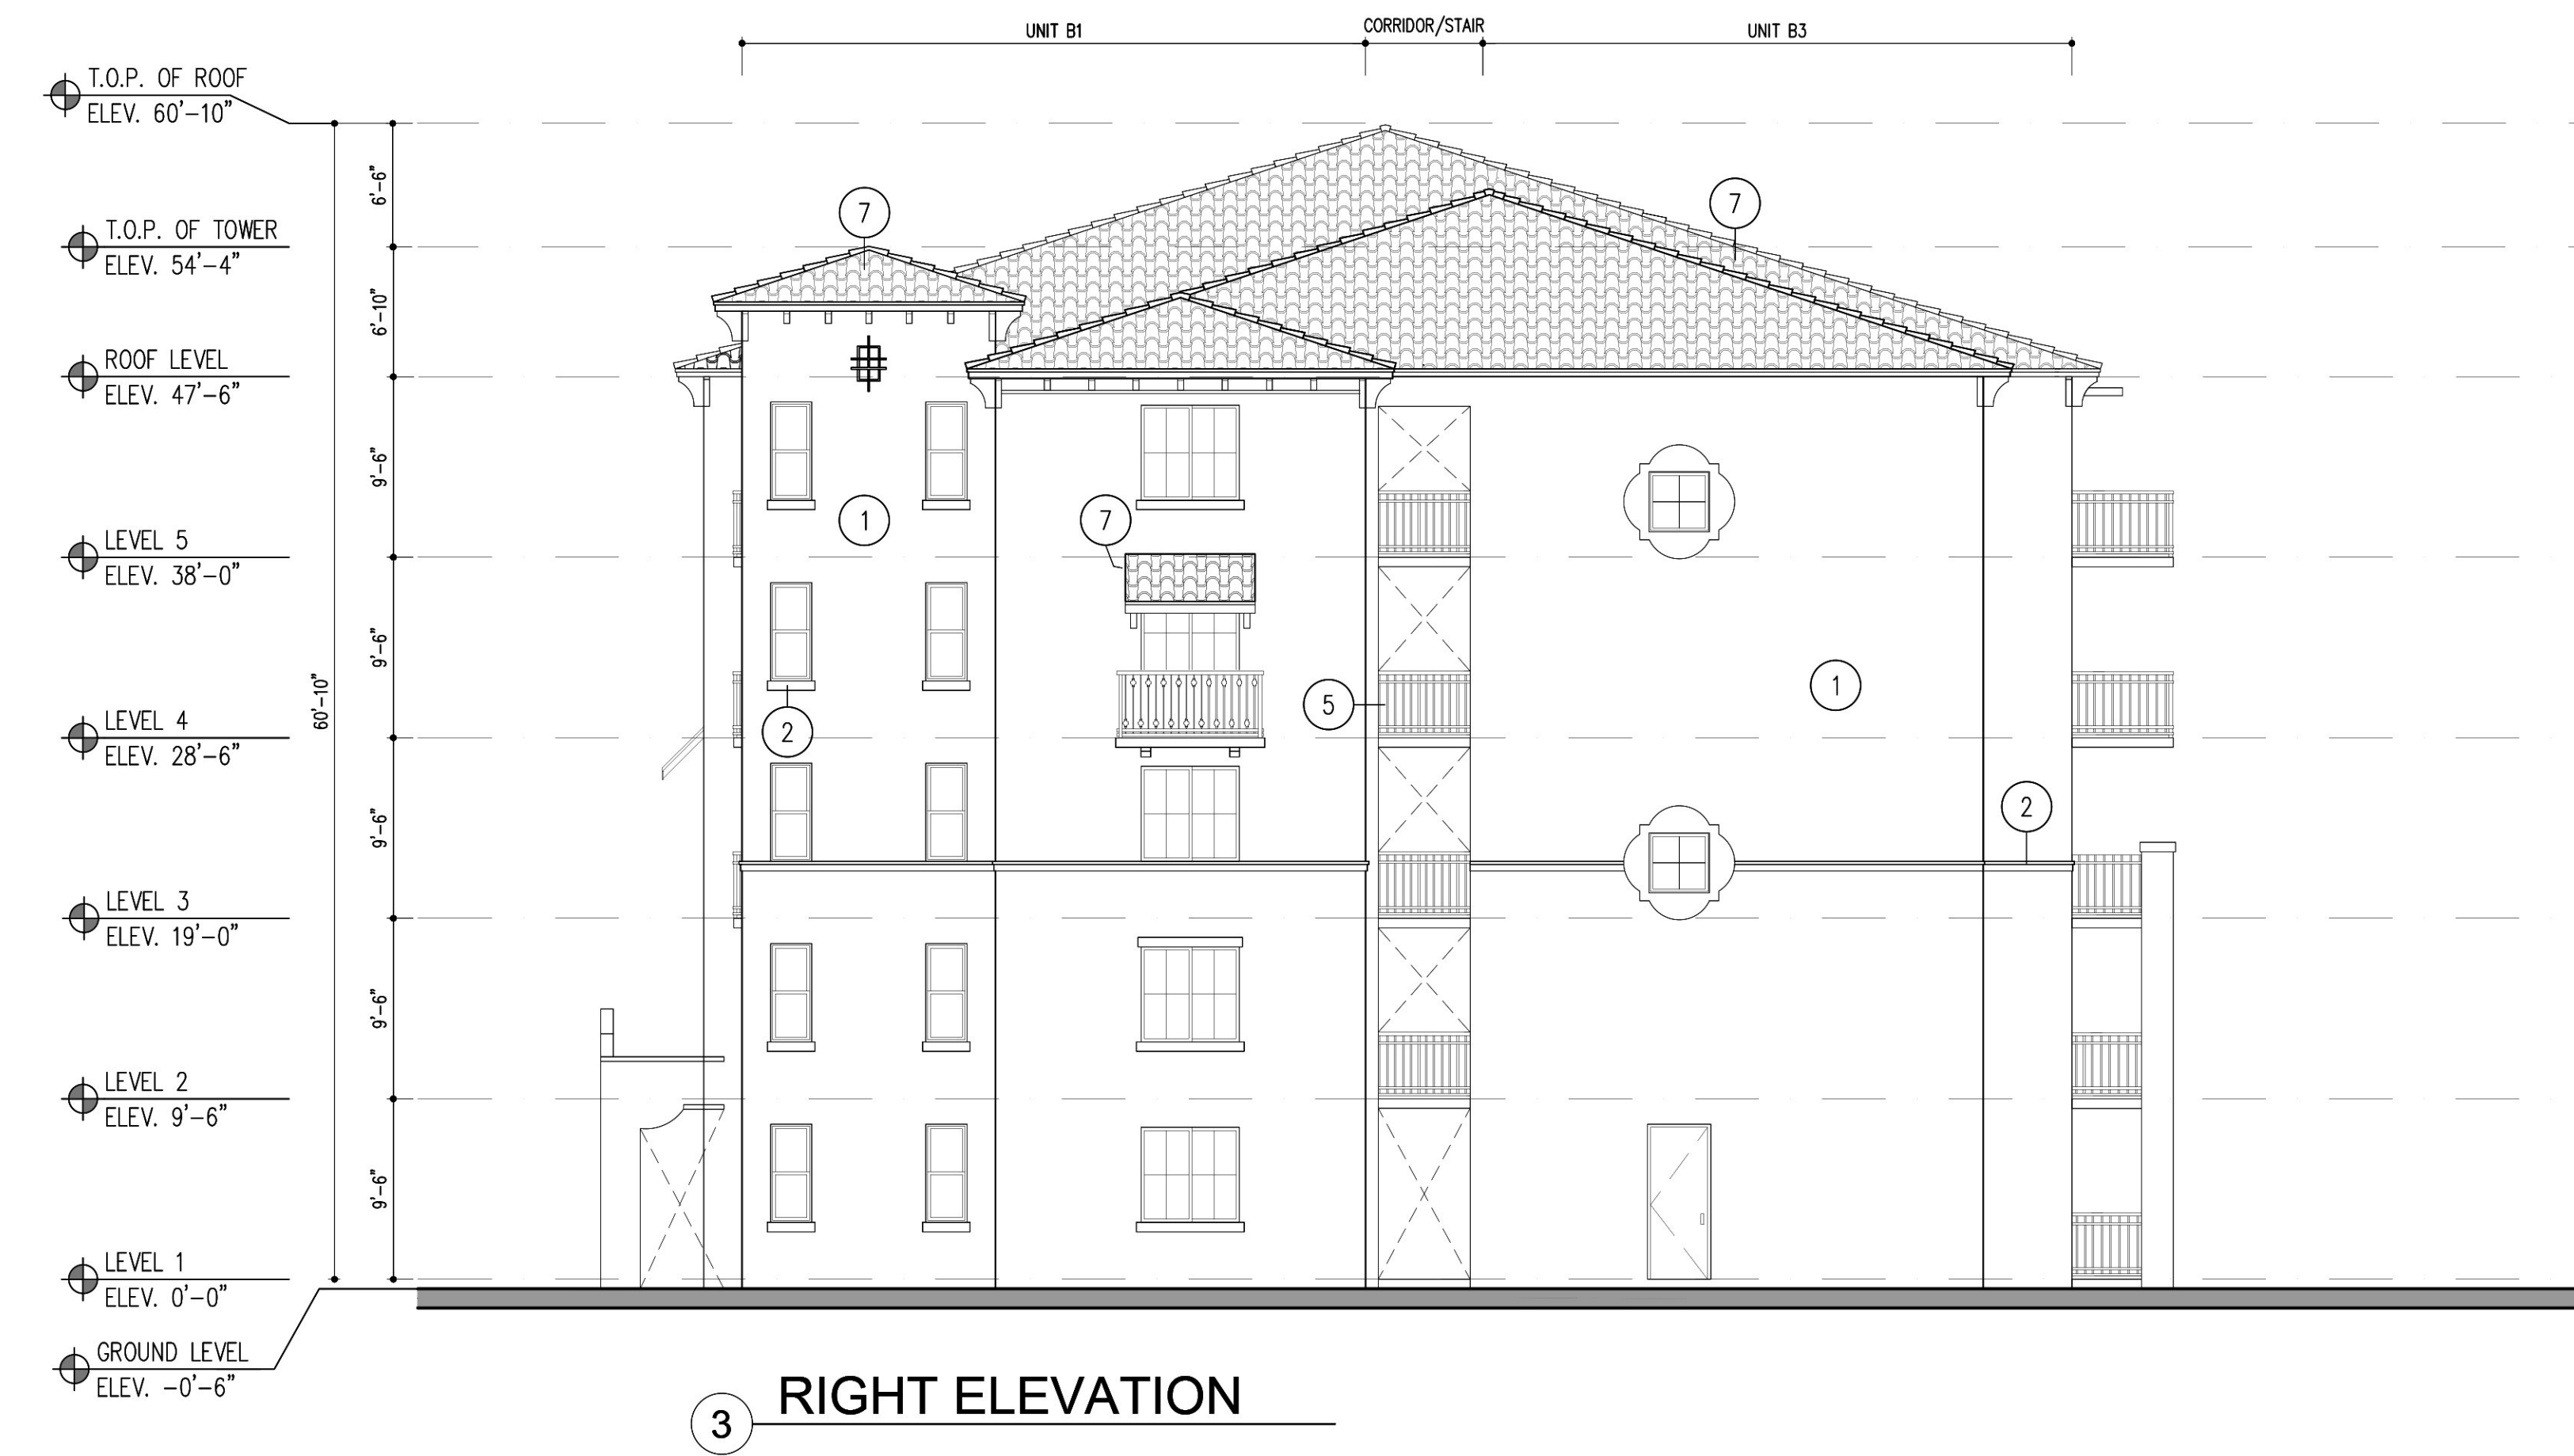 UNIT B1
CORRIDOR/STAIR
UNIT B3
T.O.P. OF ROOF
ELEV. 60'-10"
6'-6"
7
7
T.O.P. OF TOWER
ELEV. 54'-4"
6'-10"
ROOF LEVEL
ELEV. 47'-6"
9'-6"
1
7
LEVEL 5
ELEV. 38'-0"
9'-6"
60'-10"
5
1
2
LEVEL 4
ELEV. 28'-6"
9'-6"
2
LEVEL 3
ELEV. 19'-0"
9'-6"
LEVEL 2
ELEV. 9'-6"
9'-6"
LEVEL 1
ELEV. 0'-0"
GROUND LEVEL
ELEV. -0'-6"
3
RIGHT ELEVATION